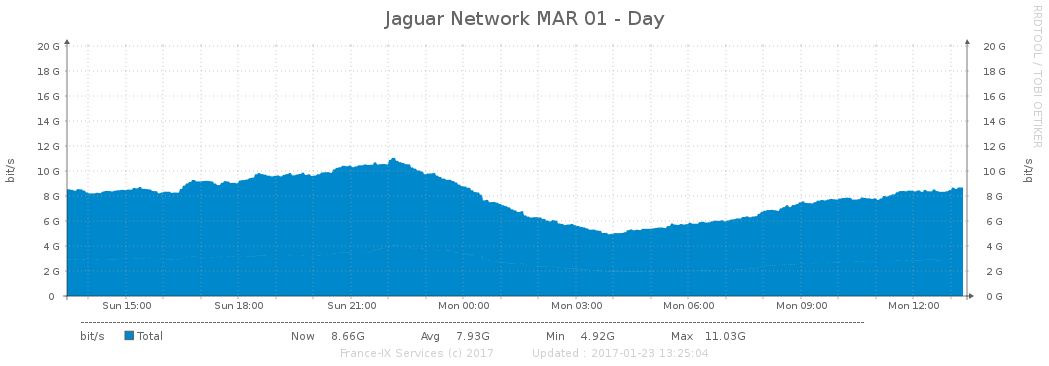 Jaguar Network MAR 01 - Day
RRDTOOL / TOBI OETIKER
bit/s
bit/s
20 G 20 G
18 G 18 G
16 G 16 G
14 G 14 G
12 G 12 G
10 G 10 G
8 G 8 G
6 G 6 G
4 G 4 G
2 G 2 G
0 0 G
Sun 15:00 Sun 18:00 Sun 21:00 Mon 00:00 Mon 03:00 Mon 06:00 Mon 09:00 Mon 12:00
bit/s Total Now 8.66G Avg 7.93G Min 4.92G Max 11.03G
France-IX Services (c) 2017 Updated : 2017-01-23 13:25:04